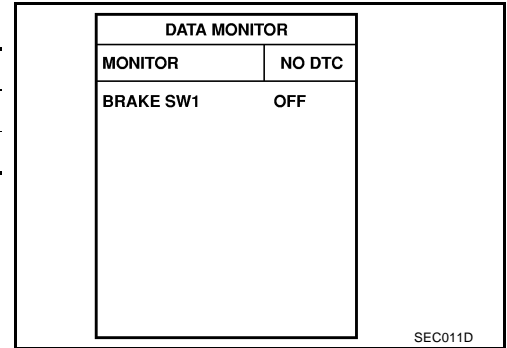 DATA MONITOR
MONITOR NO DTC
BRAKE SW1 OFF
SEC011D